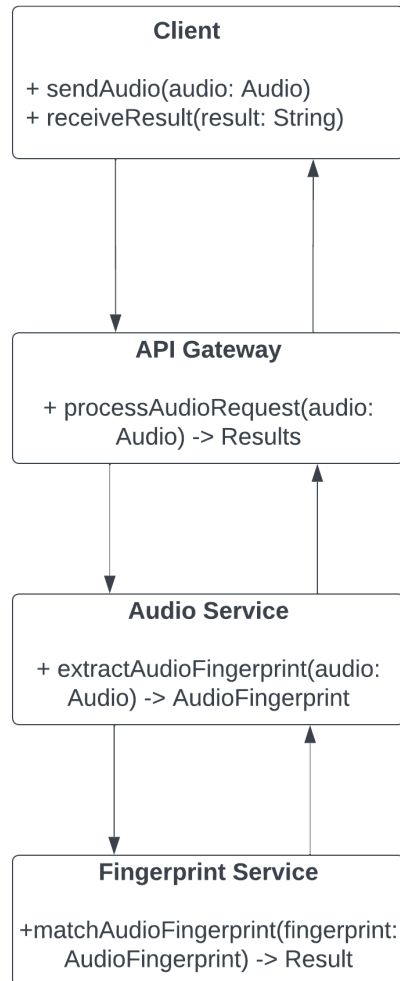 Client
+ sendAudio(audio: Audio)
+ receiveResult(result: String)
API Gateway
+ processAudioRequest(audio:
Audio) -> Results
Audio Service
+ extractAudioFingerprint(audio:
Audio) -> AudioFingerprint
Fingerprint Service
+matchAudioFingerprint(fingerprint:
AudioFingerprint) -> Result